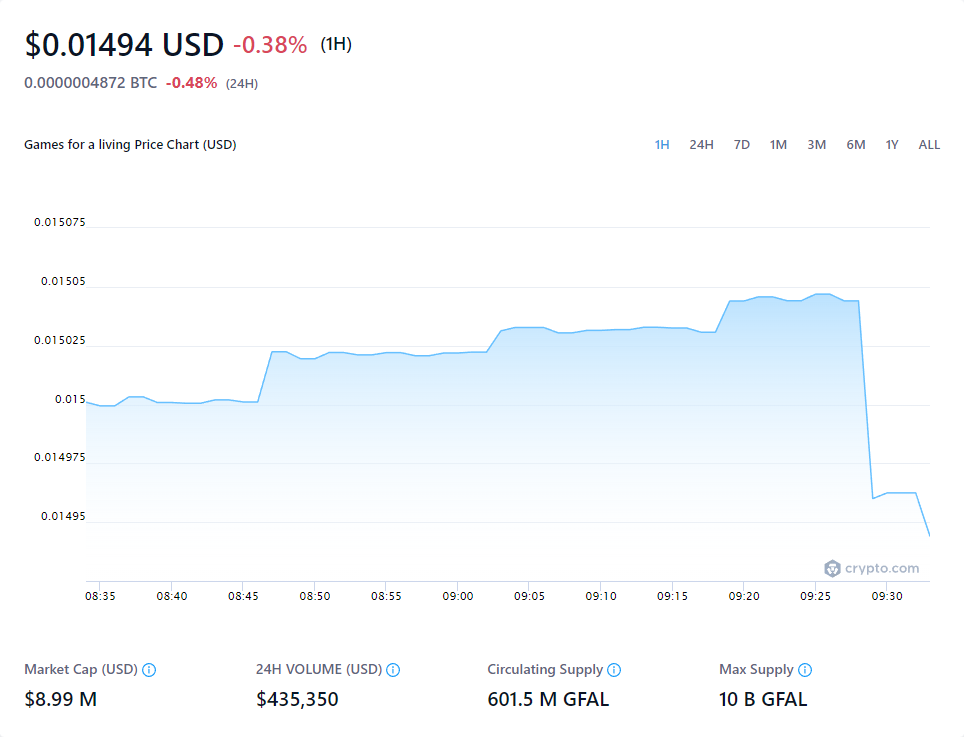 $0.01494 USD -0.38% (1H)
0.0000004872 BTC -0.48% (24H)
Games for a living Price Chart (USD)
1H 24H 7D 1M 3M 6M 1Y ALL
0.015075
0.01505
0.015025
0.015
0.014975
0.01495
crypto.com
08:35 08:40 08:45 08:50 08:55 09:00 09:05 09:10 09:15 09:20 09:25 09:30
Market Cap (USD) 24H VOLUME (USD) Circulating Supply Max Supply
$8.99 M $435,350 601.5 M GFAL 10 B GFAL